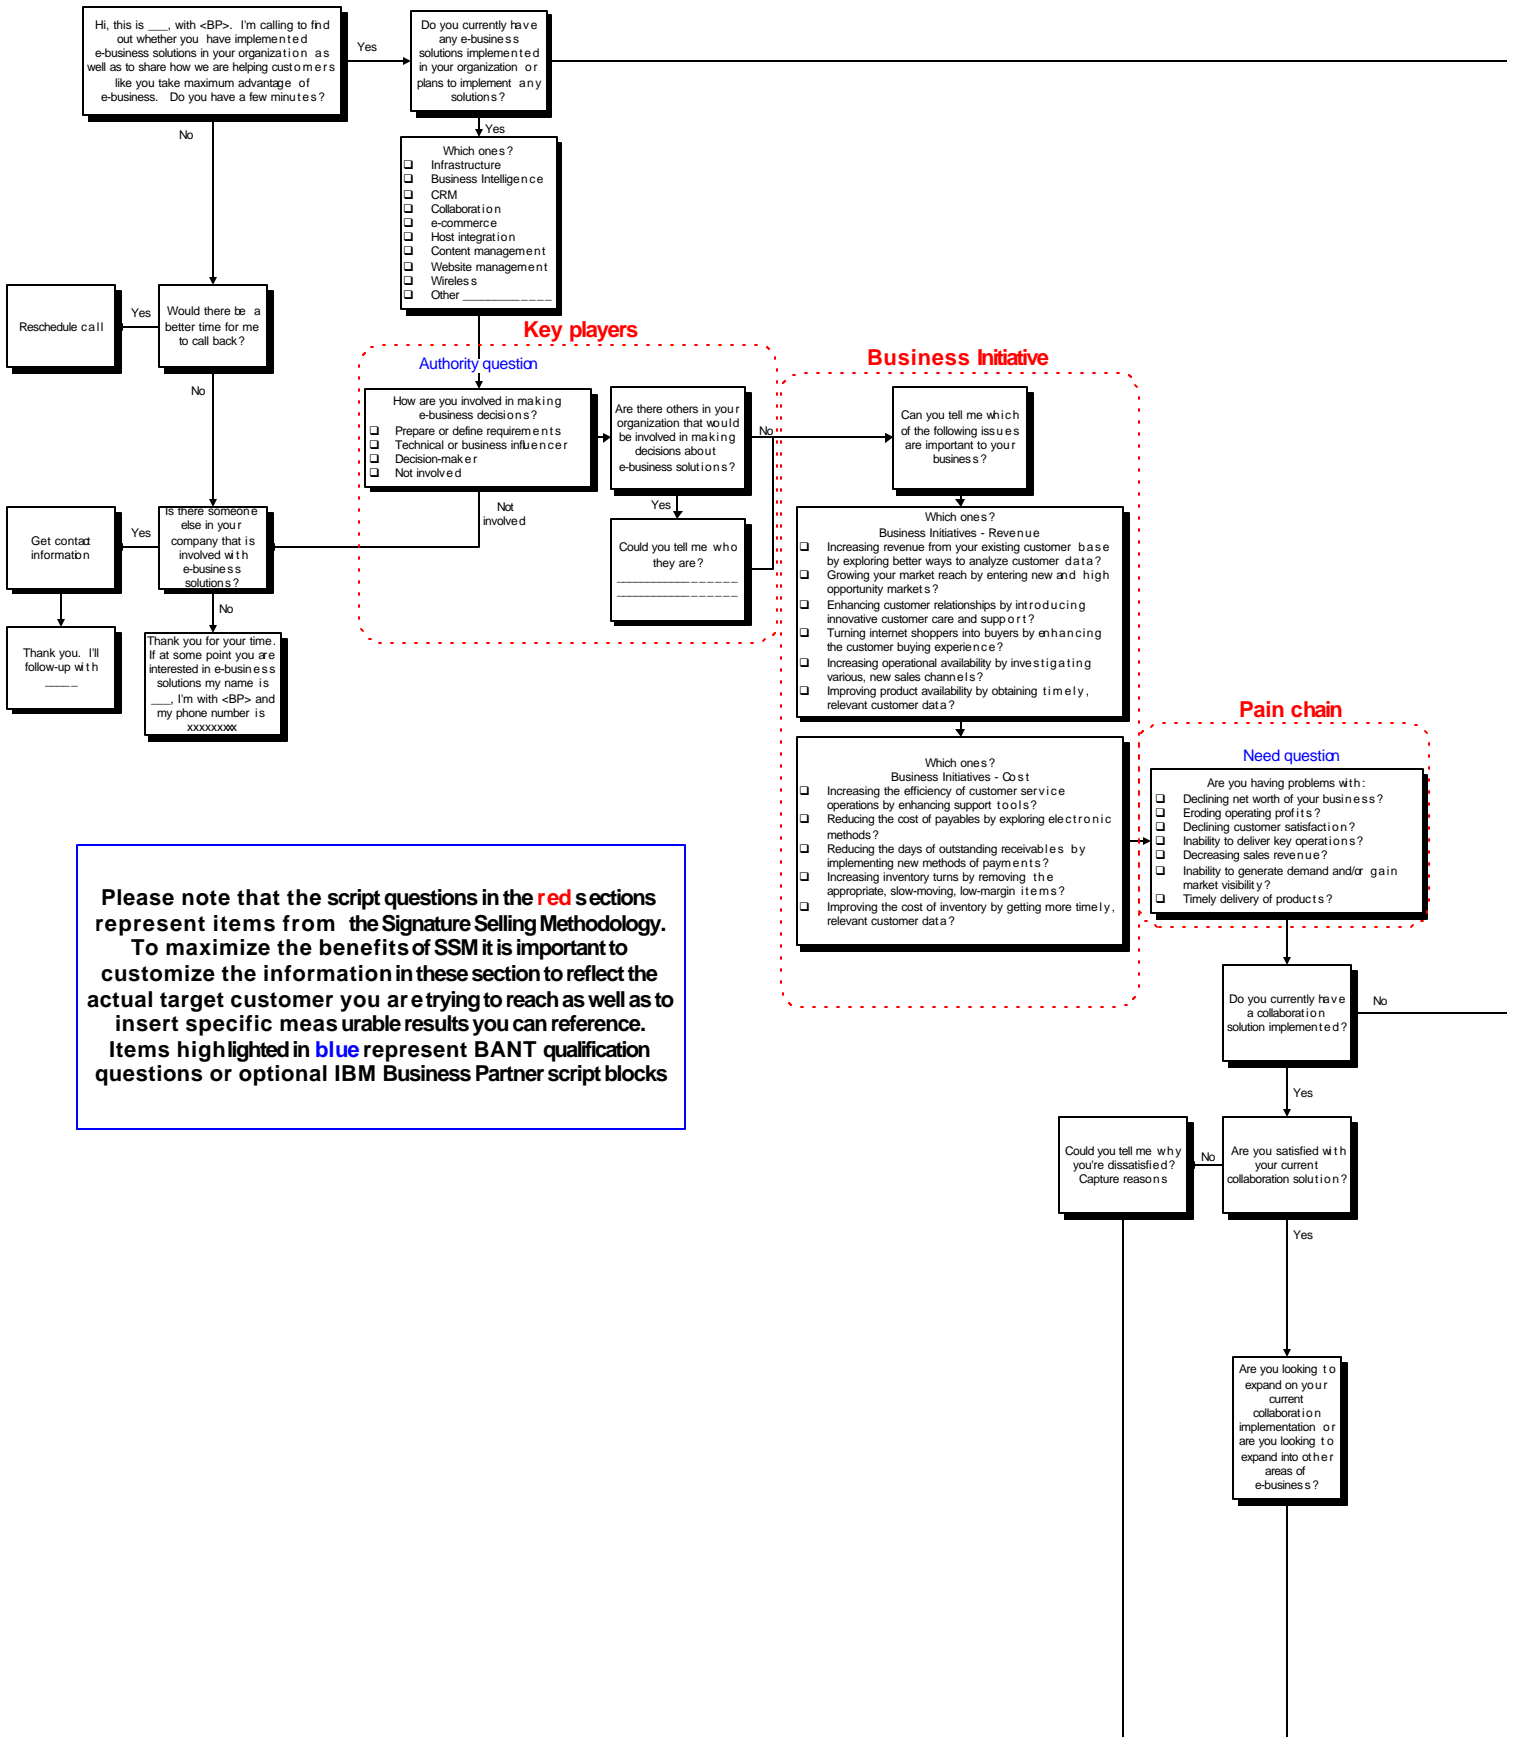 Hi, this is ___, with <BP>. I'm calling to find
out whether you have implemented
e-business solutions in your organization as
well as to share how we are helping customers
like you take maximum advantage of
e-business. Do you have a few minutes?
Yes
Do you currently have
any e-business
solutions implemented
in your organization or
plans to implement any
solutions?
No
Yes
Which ones?
❑ Infrastructure
❑ Business Intelligence
❑ CRM
❑ Collaboration
❑ e-commerce
❑ Host integration
❑ Content management
❑ Website management
❑ Wireless
❑ Other _____________
Reschedule call
Yes
Would there be a
better time for me
to call back?
No
Key players
Authority question
How are you involved in making
e-business decisions?
❑ Prepare or define requirements
❑ Technical or business influencer
❑ Decision-maker
❑ Not involved
Are there others in your
organization that would
be involved in making
decisions about
e-business solutions?
No
Yes
Not
involved
Could you tell me who
they are?
__________________
__________________
Business Initiative
Can you tell me which
of the following issues
are important to your
business?
Get contact
information
Yes
Is there someone
else in your
company that is
involved with
e-business
solutions?
No
Thank you. I'll
follow-up with
_____
Thank you for your time.
If at some point you are
interested in e-business
solutions my name is
___, I'm with <BP> and
my phone number is
xxxxxxxxx
Which ones?
Business Initiatives - Revenue
❑ Increasing revenue from your existing customer base
by exploring better ways to analyze customer data?
❑ Growing your market reach by entering new and high
opportunity markets?
❑ Enhancing customer relationships by introducing
innovative customer care and support?
❑ Turning internet shoppers into buyers by enhancing
the customer buying experience?
❑ Increasing operational availability by investigating
various, new sales channels?
❑ Improving product availability by obtaining timely,
relevant customer data?
Which ones?
Business Initiatives - Cost
❑ Increasing the efficiency of customer service
operations by enhancing support tools?
❑ Reducing the cost of payables by exploring electronic
methods?
❑ Reducing the days of outstanding receivables by
implementing new methods of payments?
❑ Increasing inventory turns by removing the
appropriate, slow-moving, low-margin items?
❑ Improving the cost of inventory by getting more timely,
relevant customer data?
Pain chain
Need question
Are you having problems with:
❑ Declining net worth of your business?
❑ Eroding operating profits?
❑ Declining customer satisfaction?
❑ Inability to deliver key operations?
❑ Decreasing sales revenue?
❑ Inability to generate demand and/or gain
market visibility?
❑ Timely delivery of products?
Please note that the script questions in the red sections
represent items from the Signature Selling Methodology.
To maximize the benefits of SSM it is important to
customize the information in these section to reflect the
actual target customer you are trying to reach as well as to
insert specific measurable results you can reference.
Items highlighted in blue represent BANT qualification
questions or optional IBM Business Partner script blocks
Do you currently have
a collaboration
solution implemented?
No
Yes
Could you tell me why
you're dissatisfied?
Capture reasons
No
Are you satisfied with
your current
collaboration solution?
Yes
Are you looking to
expand on your
current
collaboration
implementation or
are you looking to
expand into other
areas of
e-business?